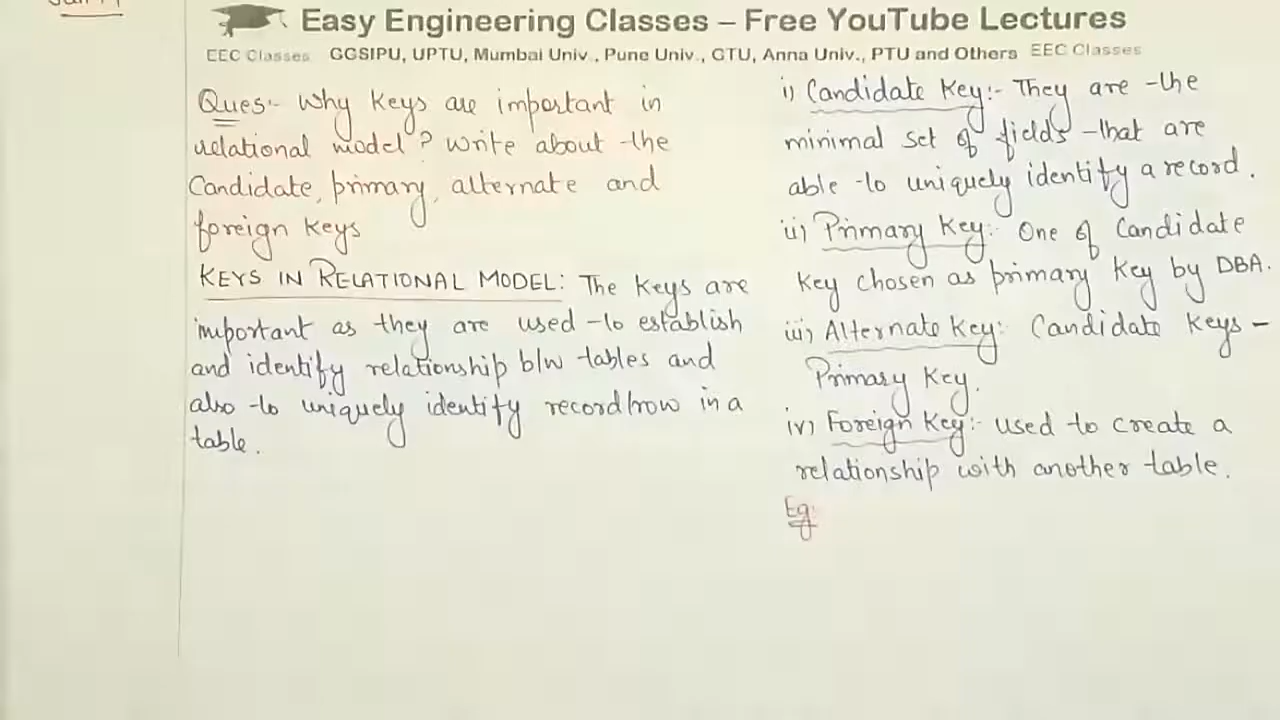 Easy Engineering Classes – Free YouTube Lectures
EEC Classes GGSIPU, UPTU, Mumbai Univ., Pune Univ., GTU, Anna Univ., PTU and Others EEC Classes
Ques:- Why Keys are important in
relational model? Write about the
Candidate, primary, alternate and
foreign keys
KEYS IN RELATIONAL MODEL: The keys are
important as they are used to establish
and identify relationship b/w tables and
also to uniquely identify record/row in a
table.
i) Candidate Key:- They are the
minimal set of fields that are
able to uniquely identify a record.
ii) Primary Key:- One of Candidate
key chosen as primary key by DBA.
iii) Alternate Key: Candidate Keys –
Primary Key.
iv) Foreign Key:- used to create a
relationship with another table.
Eg: